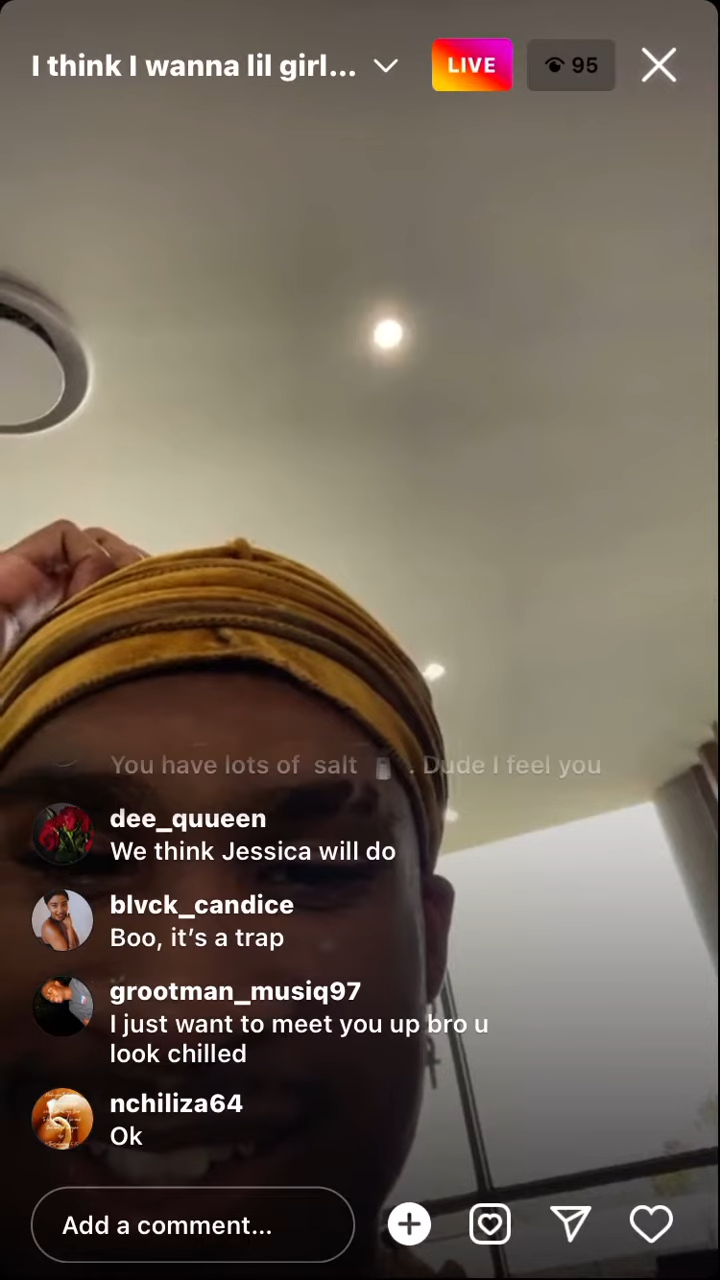 I think I wanna lil girl...
LIVE
95
You have lots of salt 🧂 . Dude I feel you
dee_quueen
We think Jessica will do
blvck_candice
Boo, it’s a trap
grootman_musiq97
I just want to meet you up bro u
look chilled
nchiliza64
Ok
Add a comment...